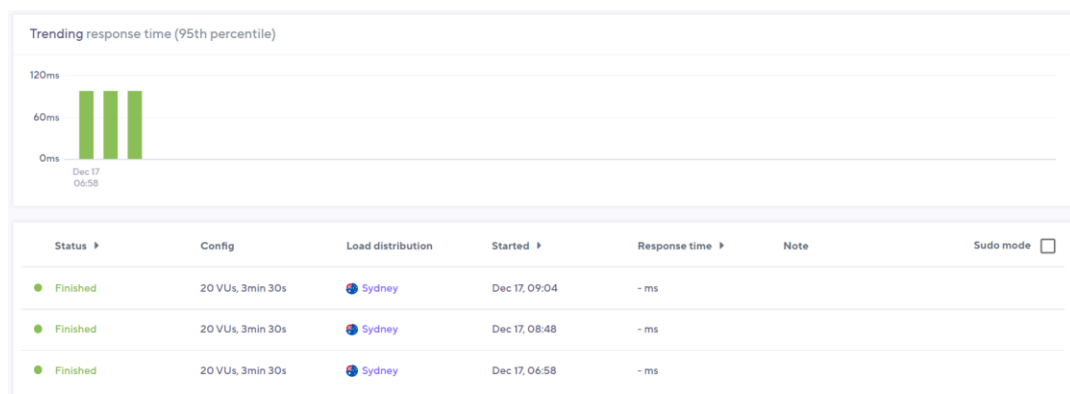 Trending response time (95th percentile)
120ms
60ms
0ms
Dec 17
06:58
Status Config Load distribution Started Response time Note Sudo mode
Finished 20 VUs, 3min 30s Sydney Dec 17, 09:04 - ms
Finished 20 VUs, 3min 30s Sydney Dec 17, 08:48 - ms
Finished 20 VUs, 3min 30s Sydney Dec 17, 06:58 - ms